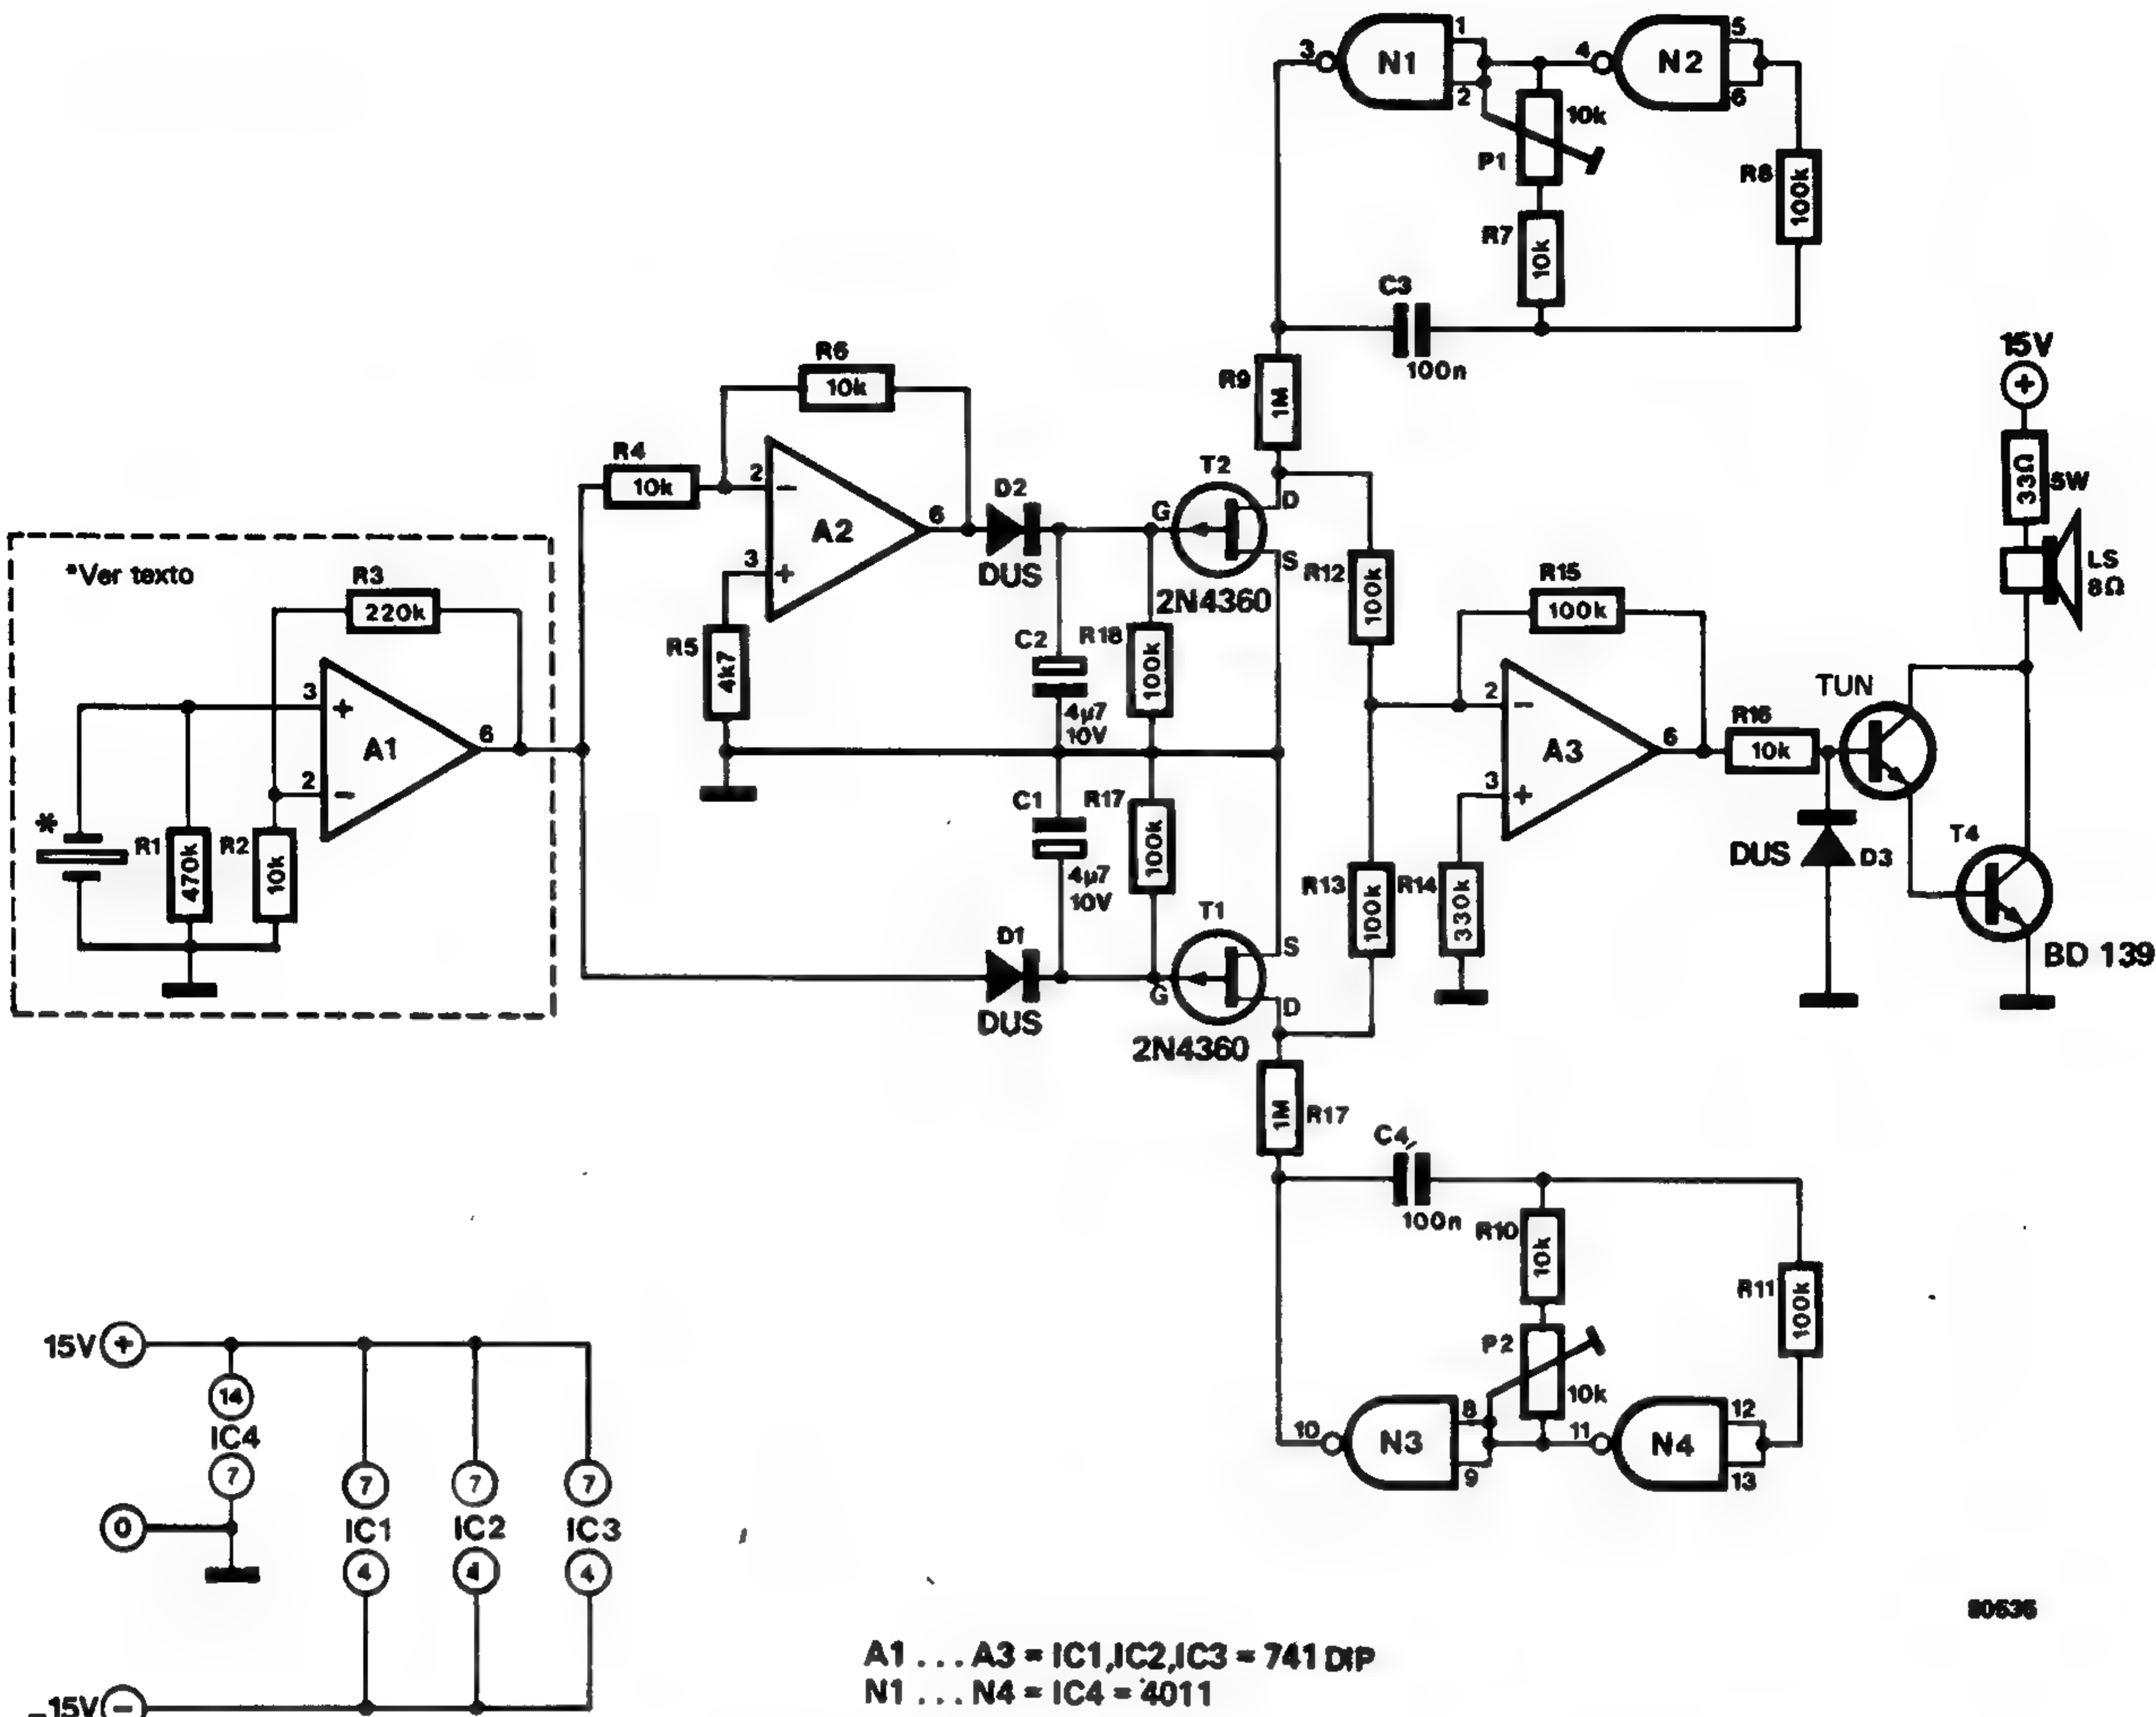 1
3
N1
2
4
5
N2
6
10k
P1
R8
100k
R7
10k
C3
100n
15V
+
33Ω
5W
LS
8Ω
R9
1M
R6
10k
R4
10k
2
-
A2
6
3
+
R5
4k7
D2
DUS
T2
G
D
S
2N4360
R12
100k
C2
4µ7
10V
R18
100k
*Ver texto
R3
220k
3
+
A1
6
2
-
*
R1
470k
R2
10k
C1
4µ7
10V
R17
100k
D1
DUS
T1
S
G
D
2N4360
R13
100k
R14
330k
R15
100k
2
-
A3
6
3
+
R16
10k
TUN
DUS
D3
T4
BD 139
1M
R17
C4
100n
R10
10k
R11
100k
P2
10k
10
N3
8
9
11
N4
12
13
15V
+
14
IC4
7
0
7
IC1
4
7
IC2
4
7
IC3
4
-15V
-
80536
A1 ... A3 = IC1,IC2,IC3 = 741 DIP
N1 ... N4 = IC4 = 4011